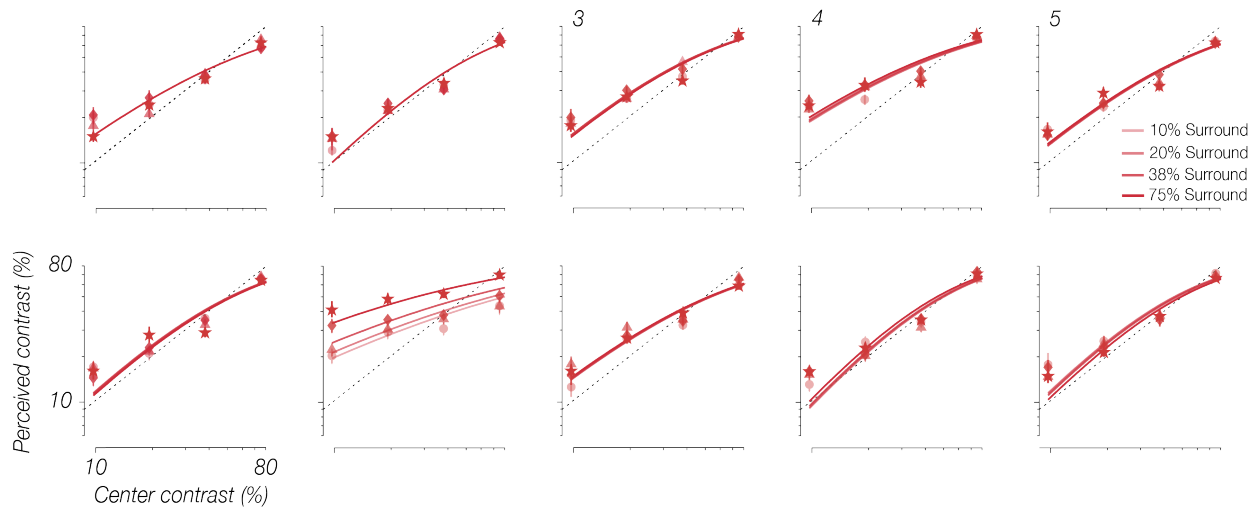 3
4
5
10% Surround
20% Surround
38% Surround
75% Surround
80
10
Perceived contrast (%)
10
80
Center contrast (%)